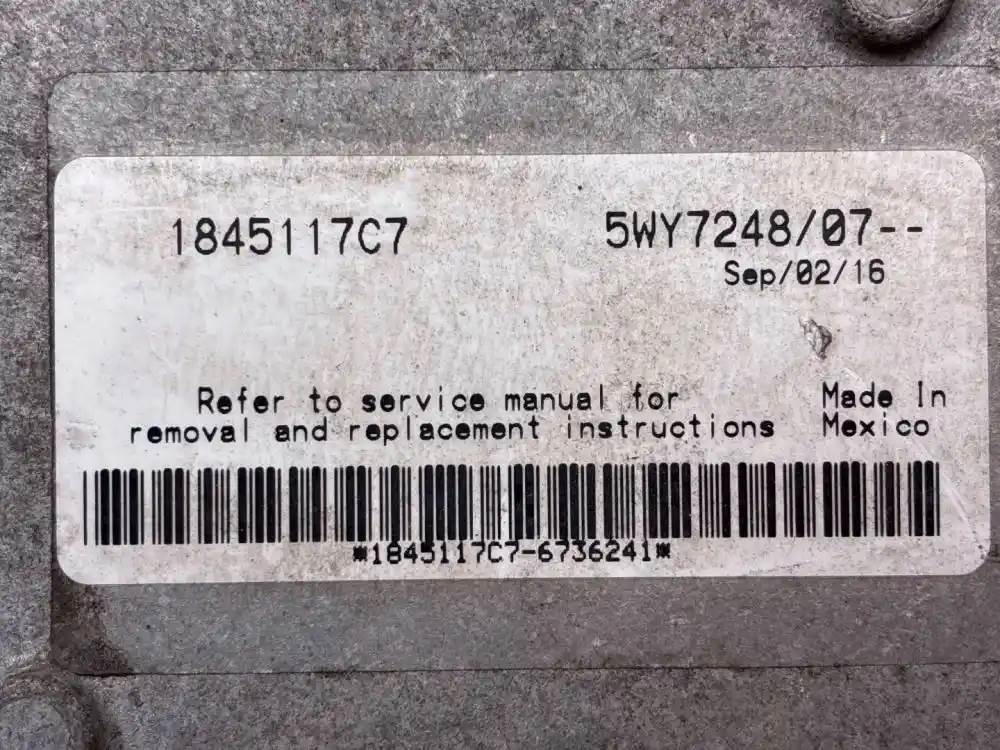 1845117C7
5WY7248/07--
Sep/02/16
Refer to service manual for
removal and replacement instructions
Made In
Mexico
*1845117C7-6736241*